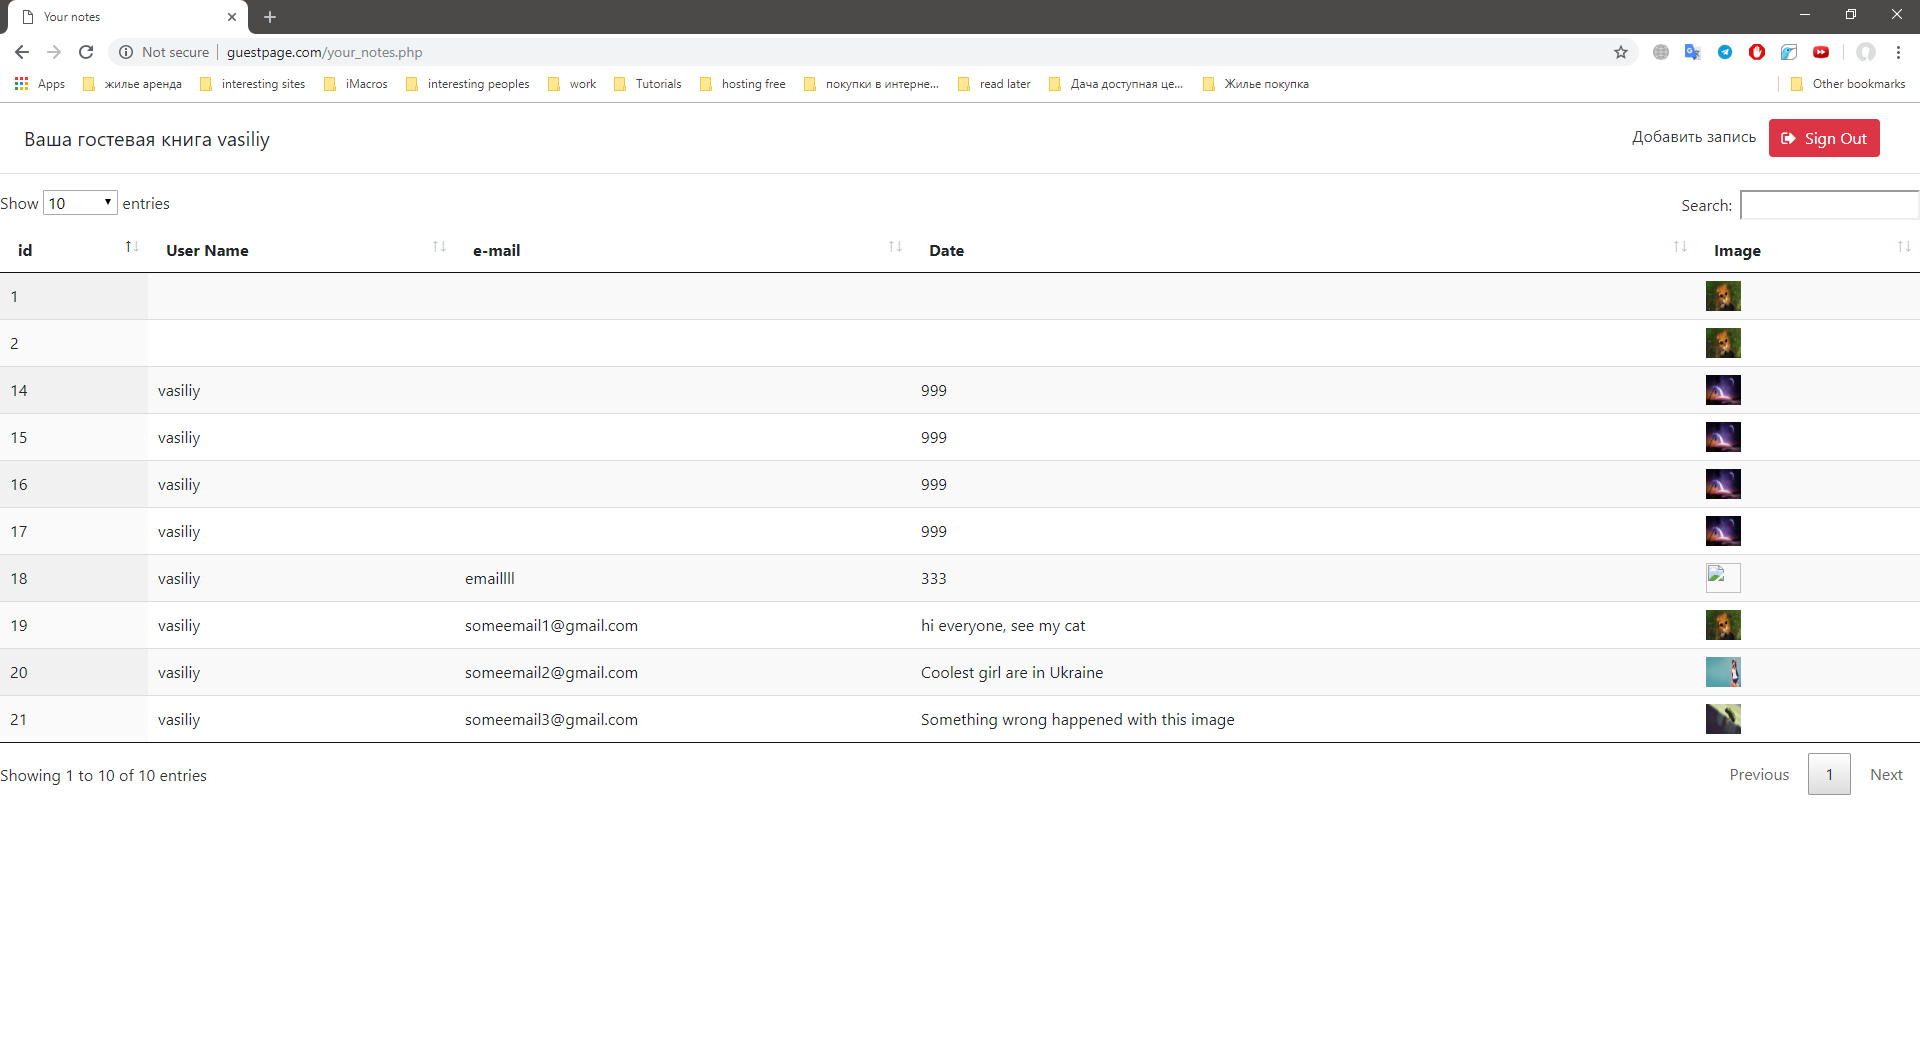 Your notes
Not secure guestpage.com/your_notes.php
Apps жилье аренда interesting sites iMacros interesting peoples work Tutorials hosting free покупки в интерне... read later Дача доступная це... Жилье покупка Other bookmarks
Ваша гостевая книга vasiliy Добавить запись Sign Out
Show 10 entries Search:
id User Name e-mail Date Image
1
2
14 vasiliy 999
15 vasiliy 999
16 vasiliy 999
17 vasiliy 999
18 vasiliy emaillll 333
19 vasiliy someemail1@gmail.com hi everyone, see my cat
20 vasiliy someemail2@gmail.com Coolest girl are in Ukraine
21 vasiliy someemail3@gmail.com Something wrong happened with this image
Showing 1 to 10 of 10 entries Previous 1 Next